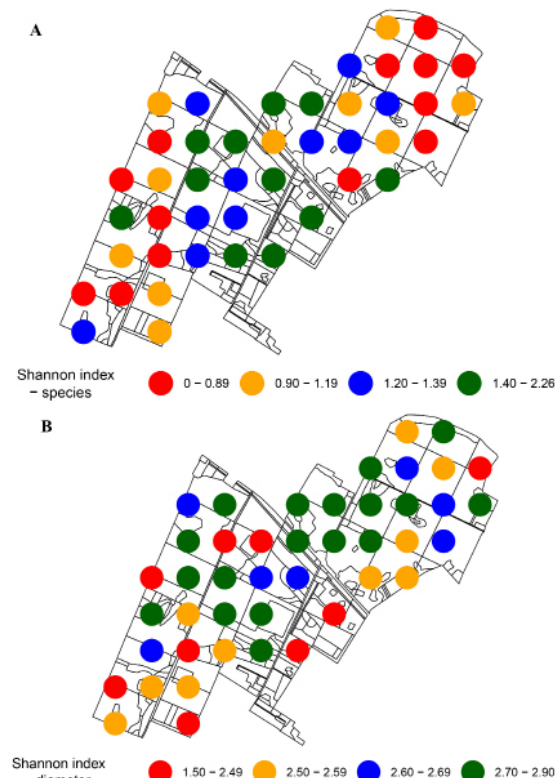 A
Shannon index
– species
0 – 0.89
0.90 – 1.19
1.20 – 1.39
1.40 – 2.26
B
Shannon index
diameter
1.50 – 2.49
2.50 – 2.59
2.60 – 2.69
2.70 – 2.90